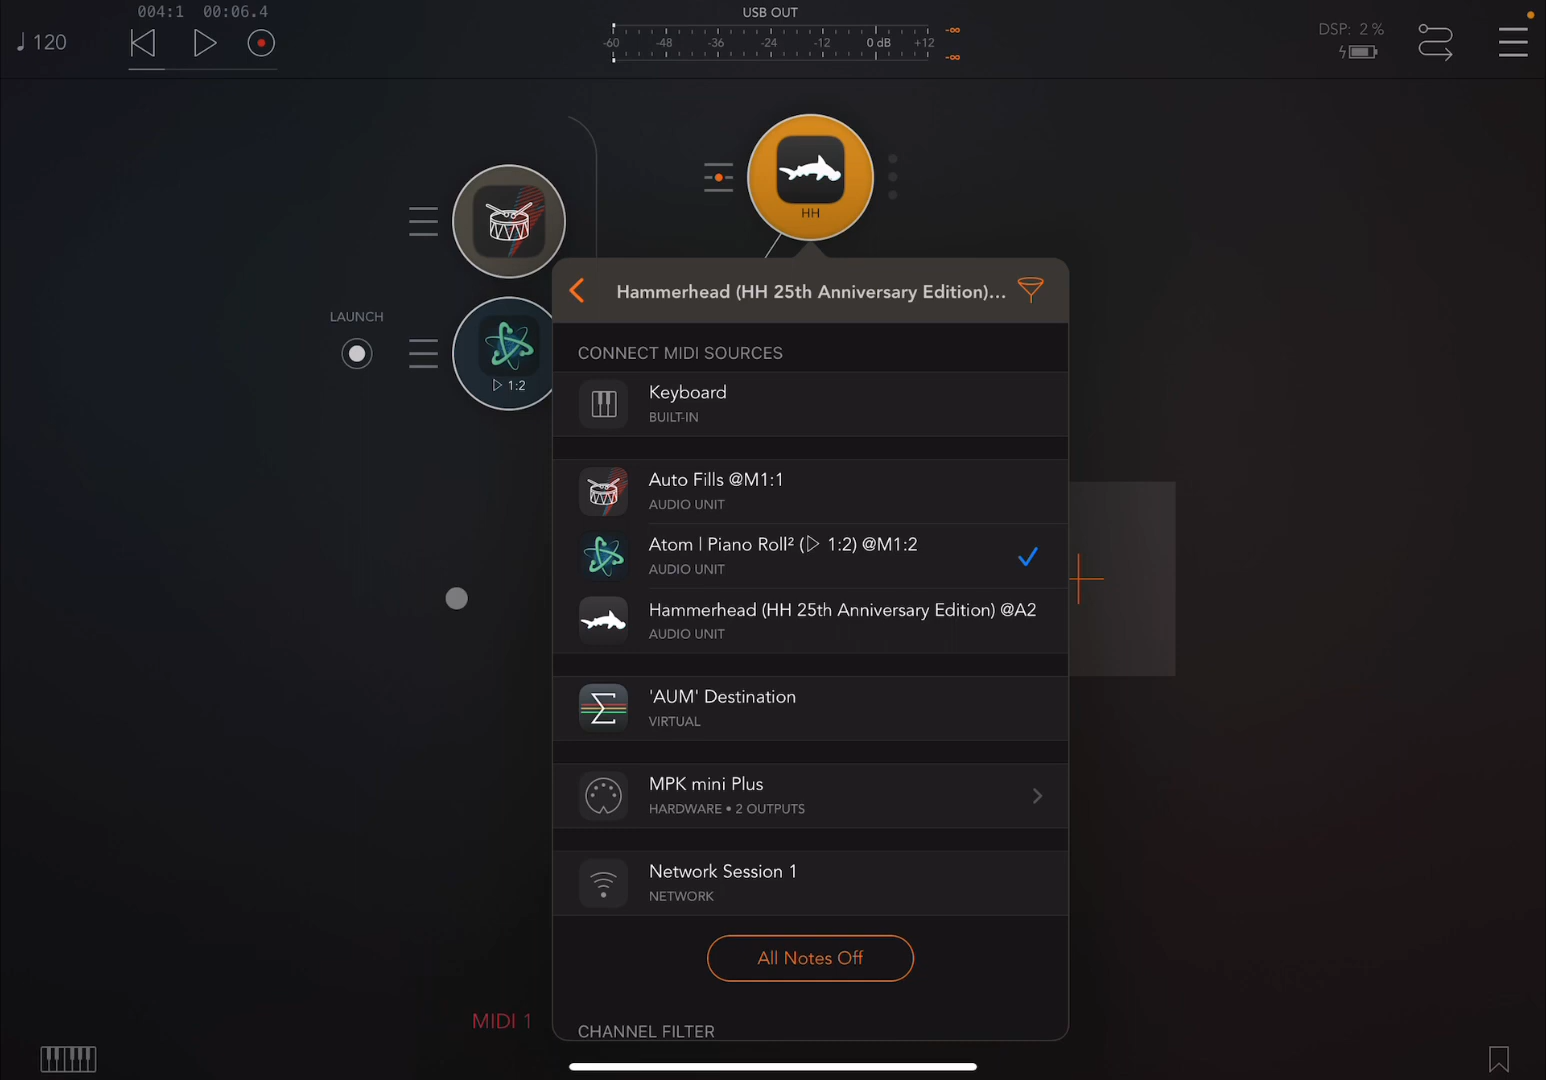 004:1 00:06.4
120
USB OUT
-60 -48 -36 -24 -12 0 dB +12
-∞
-∞
DSP: 2 %
HH
LAUNCH
1:2
Hammerhead (HH 25th Anniversary Edition)...
CONNECT MIDI SOURCES
Keyboard
BUILT-IN
Auto Fills @M1:1
AUDIO UNIT
Atom | Piano Roll² (▷ 1:2) @M1:2
AUDIO UNIT
Hammerhead (HH 25th Anniversary Edition) @A2
AUDIO UNIT
'AUM' Destination
VIRTUAL
MPK mini Plus
HARDWARE • 2 OUTPUTS
Network Session 1
NETWORK
All Notes Off
MIDI 1
CHANNEL FILTER